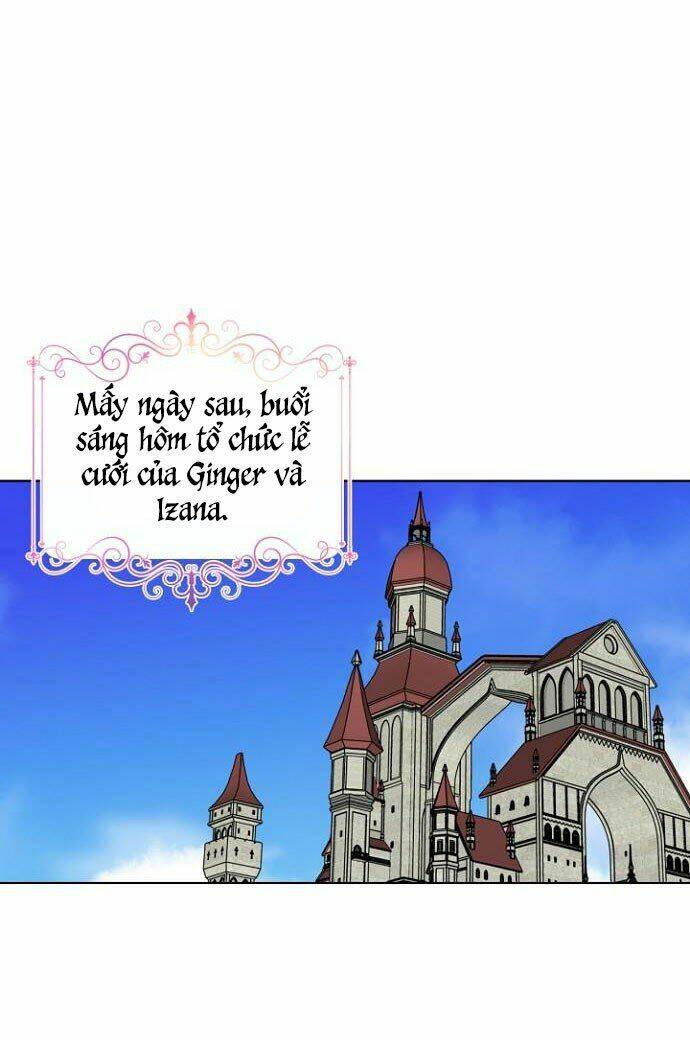 Mấy ngày sau, buổi
sáng hôm tổ chức lễ
cưới của Ginger và
Izana.